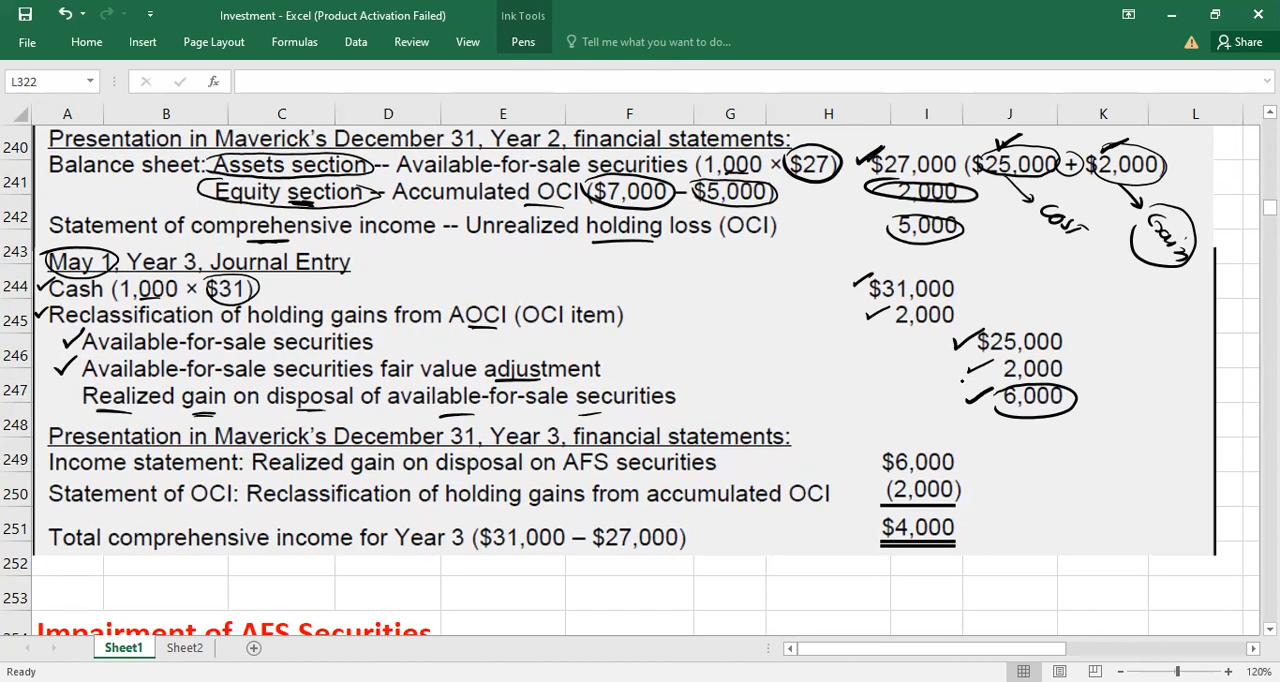 Investment - Excel (Product Activation Failed)
Ink Tools
File Home Insert Page Layout Formulas Data Review View Pens Tell me what you want to do... Share
L322 fx
A B C D E F G H I J K L
240 Presentation in Maverick's December 31, Year 2, financial statements:
241 Balance sheet: Assets section -- Available-for-sale securities (1,000 × $27) $27,000 ($25,000 + $2,000)
242 Equity section -- Accumulated OCI ($7,000 − $5,000) 2,000
Cost
Gain
243 Statement of comprehensive income -- Unrealized holding loss (OCI) 5,000
244 May 1, Year 3, Journal Entry
Cash (1,000 × $31) $31,000
245 Reclassification of holding gains from AOCI (OCI item) 2,000
246 Available-for-sale securities $25,000
247 Available-for-sale securities fair value adjustment 2,000
Realized gain on disposal of available-for-sale securities 6,000
248 Presentation in Maverick's December 31, Year 3, financial statements:
249 Income statement: Realized gain on disposal on AFS securities $6,000
250 Statement of OCI: Reclassification of holding gains from accumulated OCI (2,000)
251 Total comprehensive income for Year 3 ($31,000 – $27,000) $4,000
252
253
254 Impairment of AFS Securities
Sheet1 Sheet2
Ready 120%